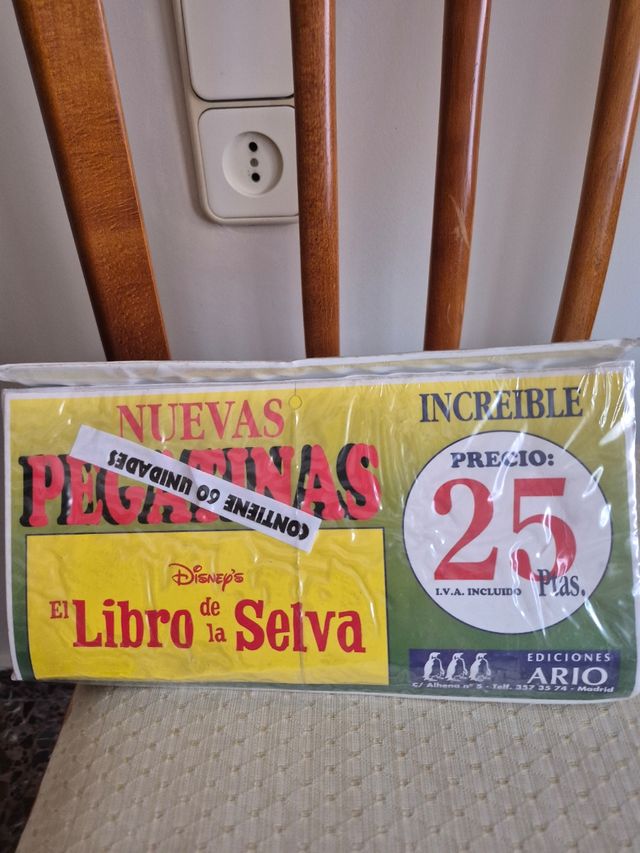 NUEVAS
PEGATINAS
CONTIENE 60 UNIDADES
DISNEY'S
El Libro de la Selva
INCREIBLE
PRECIO:
25
I.V.A. INCLUIDO Ptas.
EDICIONES
ARIO
c/ Alhena nº 5 - Telf. 357 35 74 - Madrid